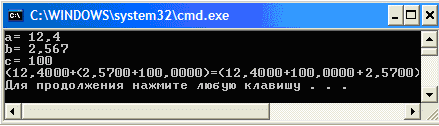 C:\WINDOWS\system32\cmd.exe
a= 12,4
b= 2,567
c= 100
(12,4000+(2,5700+100,0000)=(12,4000+100,0000+2,5700)
Для продолжения нажмите любую клавишу . . .